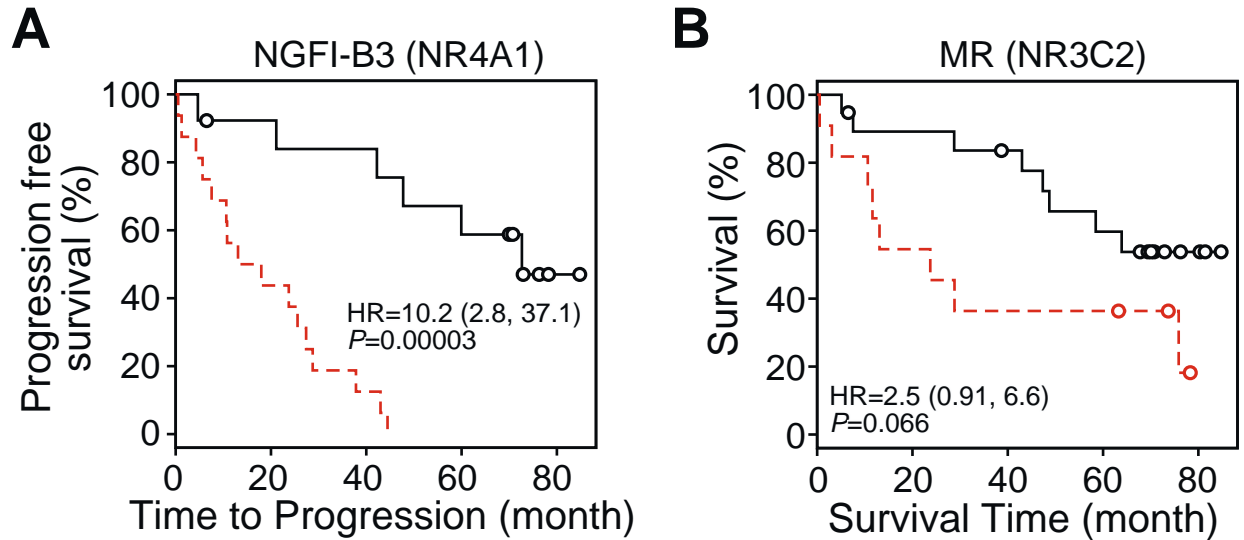 A
NGFI-B3 (NR4A1)
Progression free
survival (%)
100
80
60
40
20
0
HR=10.2 (2.8, 37.1)
P=0.00003
0 20 40 60 80
Time to Progression (month)
B
MR (NR3C2)
Survival (%)
100
80
60
40
20
0
HR=2.5 (0.91, 6.6)
P=0.066
0 20 40 60 80
Survival Time (month)